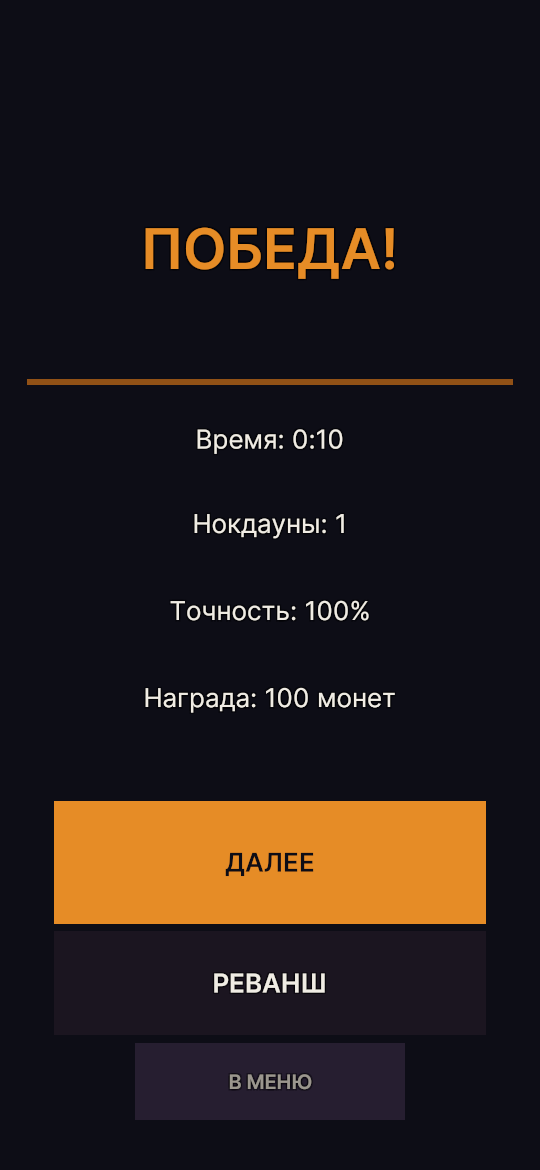 ПОБЕДА!
Время: 0:10
Нокдауны: 1
Точность: 100%
Награда: 100 монет
ДАЛЕЕ
РЕВАНШ
В МЕНЮ